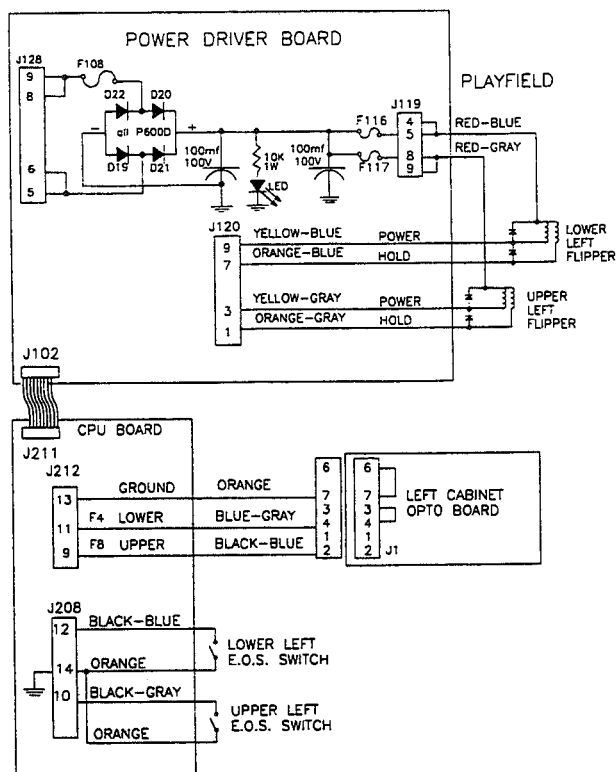 POWER DRIVER BOARD
J128
F108
9
8
6
5
D22
D20
all P600D
D19
D21
−
+
100mf
100V
10K
1W
LED
100mf
100V
F116
F117
J119
4
5
8
9
PLAYFIELD
RED-BLUE
RED-GRAY
J120
9
7
3
1
YELLOW-BLUE POWER
ORANGE-BLUE HOLD
YELLOW-GRAY POWER
ORANGE-GRAY HOLD
LOWER
LEFT
FLIPPER
UPPER
LEFT
FLIPPER
J102
J211
CPU BOARD
J212
13
11
9
GROUND ORANGE
F4 LOWER BLUE-GRAY
F8 UPPER BLACK-BLUE
6
7
3
4
1
2
6
7
3
4
1
2
J1
LEFT CABINET
OPTO BOARD
J208
12
14
10
BLACK-BLUE
ORANGE
BLACK-GRAY
ORANGE
LOWER LEFT
E.O.S. SWITCH
UPPER LEFT
E.O.S. SWITCH